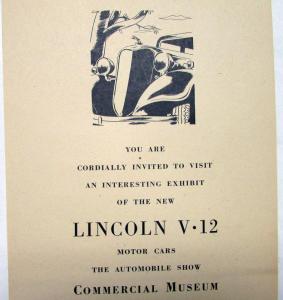 YOU ARE
CORDIALLY INVITED TO VISIT
AN INTERESTING EXHIBIT
OF THE NEW
LINCOLN V·12
MOTOR CARS
THE AUTOMOBILE SHOW
COMMERCIAL MUSEUM